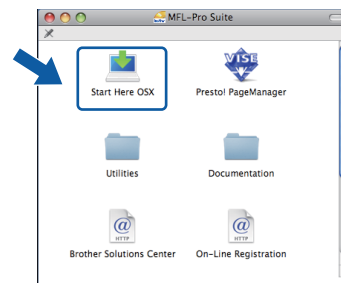 MFL-Pro Suite
Start Here OSX
VISE
Presto! PageManager
Utilities
Documentation
@
HTTP
Brother Solutions Center
@
HTTP
On-Line Registration